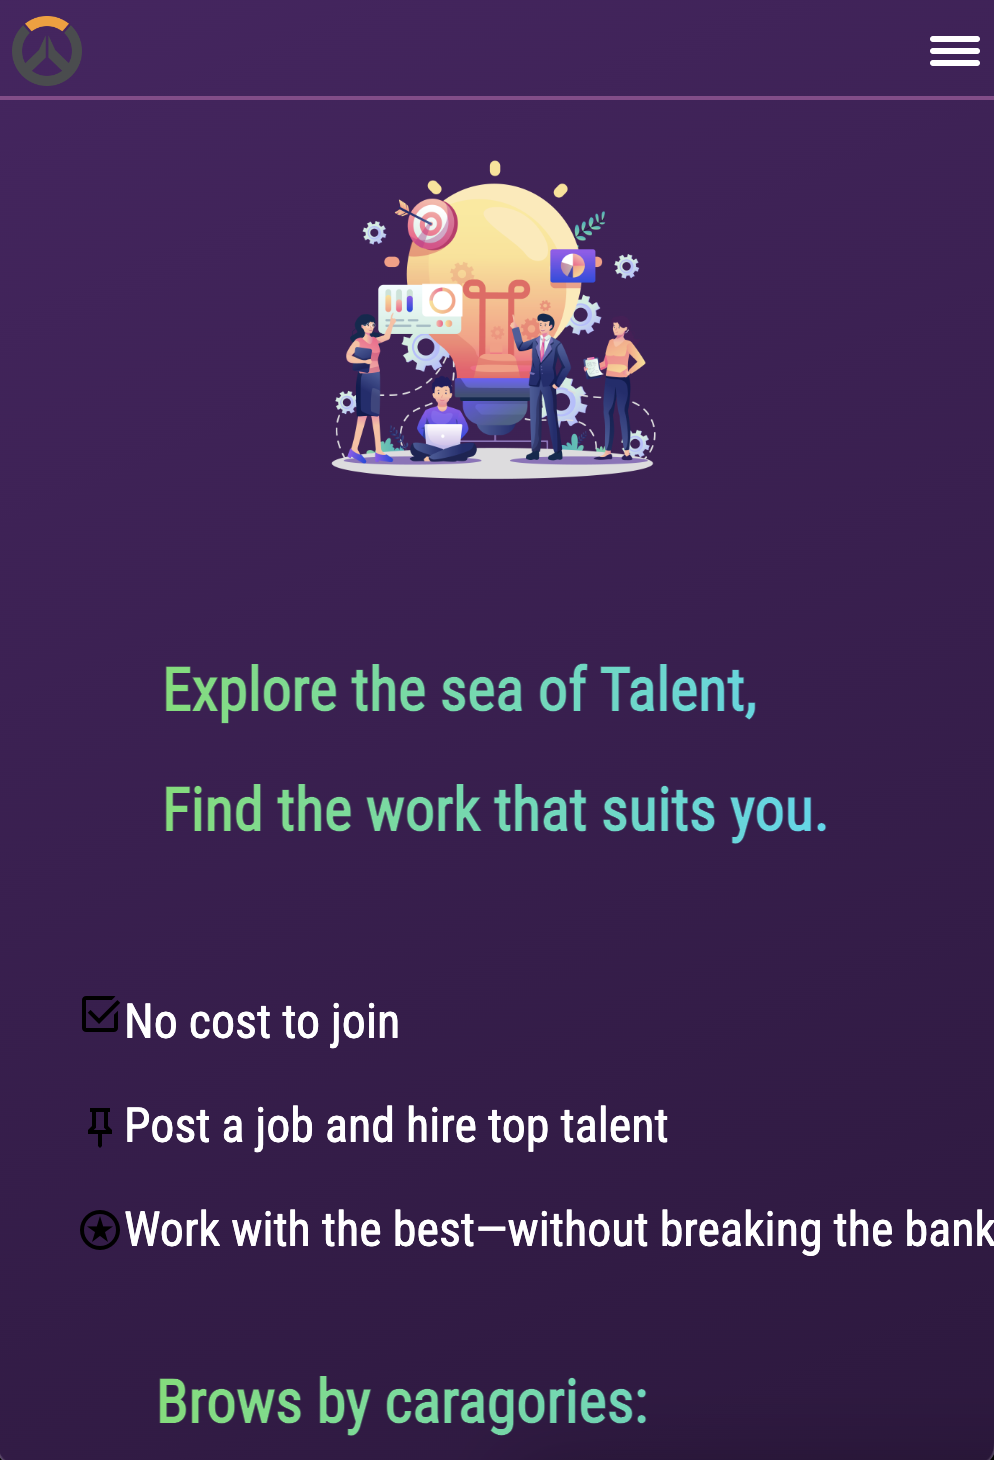 Explore the sea of Talent,
Find the work that suits you.
No cost to join
Post a job and hire top talent
Work with the best—without breaking the bank
Brows by caragories: